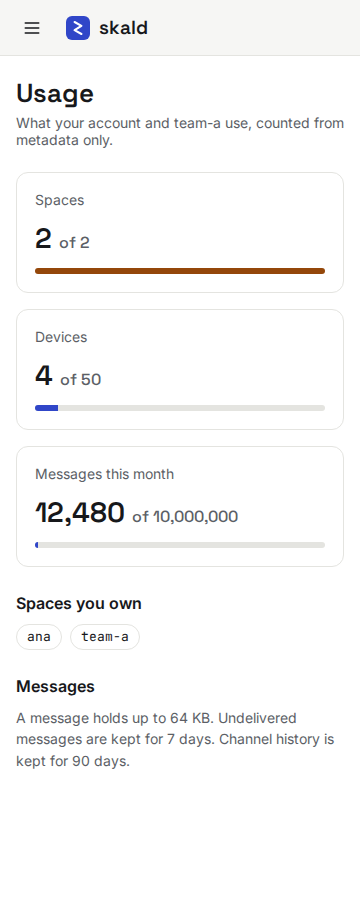 skald
Usage
What your account and team-a use, counted from
metadata only.
Spaces
2 of 2
Devices
4 of 50
Messages this month
12,480 of 10,000,000
Spaces you own
ana team-a
Messages
A message holds up to 64 KB. Undelivered
messages are kept for 7 days. Channel history is
kept for 90 days.